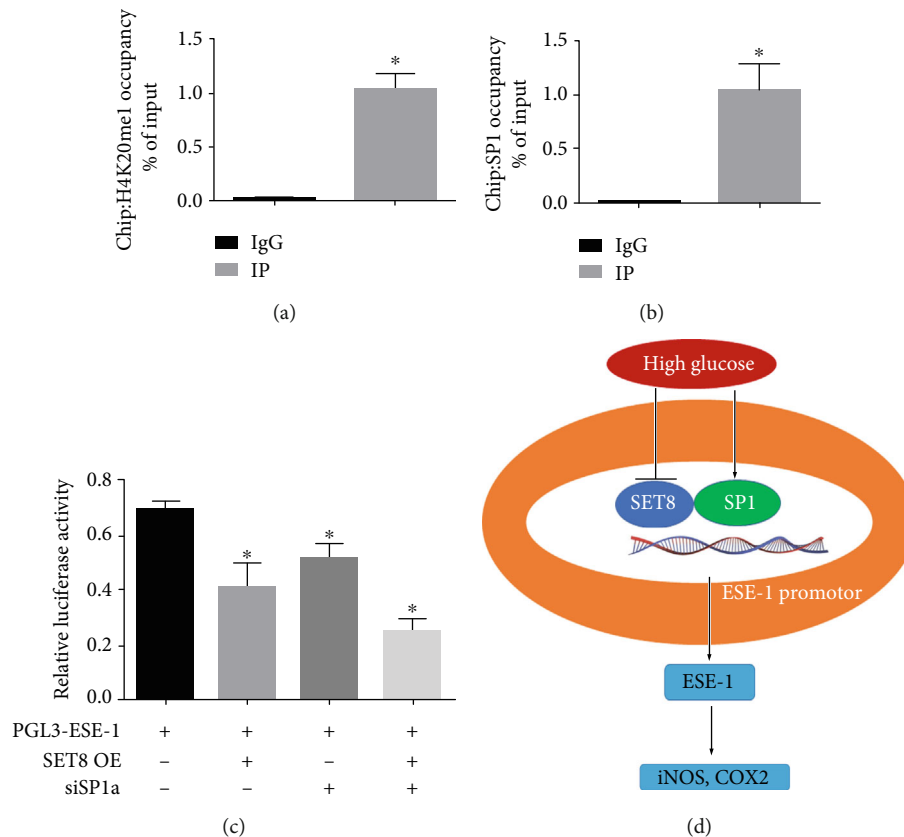 Chip:H4K20me1 occupancy
% of input
1.5
1.0
0.5
0.0
*
IgG
IP
(a)
Chip:SP1 occupancy
% of input
1.5
1.0
0.5
0.0
*
IgG
IP
(b)
Relative luciferase activity
0.8
0.6
0.4
0.2
0.0
* * *
PGL3-ESE-1 + + + +
SET8 OE – + – +
siSP1a – – + +
(c)
High glucose
SET8 SP1
ESE-1 promotor
ESE-1
iNOS, COX2
(d)